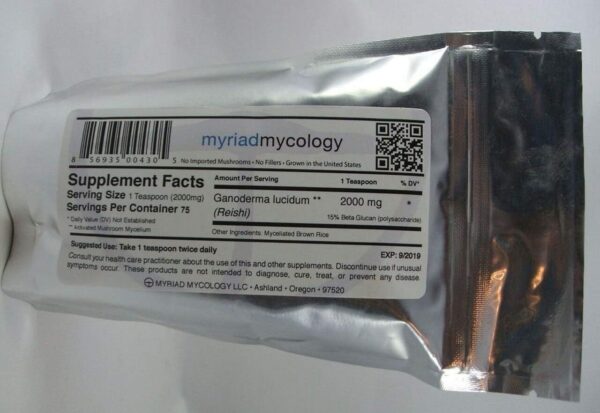 myriadmycology
8 56935 00430 5
No Imported Mushrooms • No Fillers • Grown in the United States
Supplement Facts
Serving Size 1 Teaspoon (2000mg)
Servings Per Container 75
* Daily Value (DV) Not Established
** Activated Mushroom Mycelium
Amount Per Serving 1 Teaspoon % DV*
Ganoderma lucidum ** 2000 mg *
(Reishi)
15% Beta Glucan (polysaccharide)
Other Ingredients: Myceliated Brown Rice
Suggested Use: Take 1 teaspoon twice daily
EXP: 9/2019
Consult your health care practitioner about the use of this and other supplements. Discontinue use if unusual
symptoms occur. These products are not intended to diagnose, cure, treat, or prevent any disease.
MYRIAD MYCOLOGY LLC • Ashland • Oregon • 97520